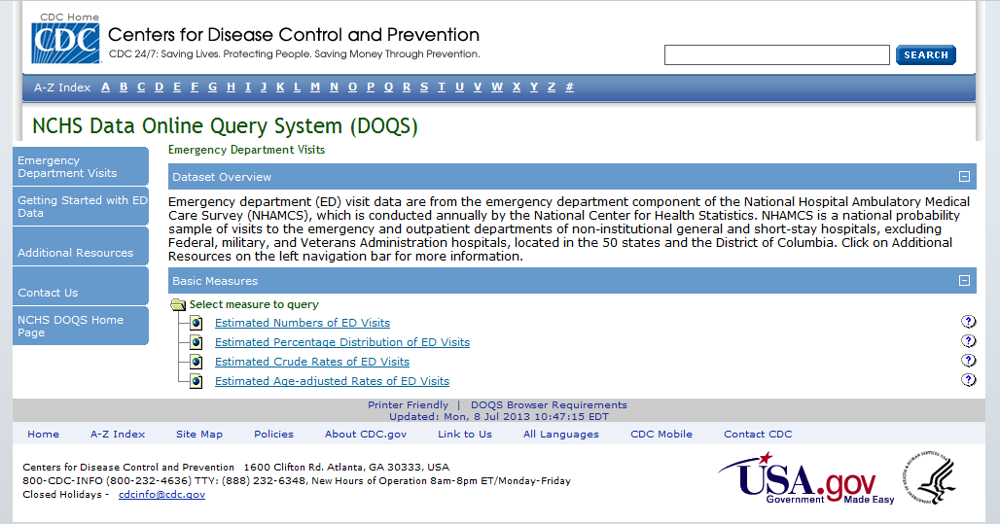 CDC Home
CDC
Centers for Disease Control and Prevention
CDC 24/7: Saving Lives. Protecting People. Saving Money Through Prevention.
SEARCH
A-Z Index A B C D E F G H I J K L M N O P Q R S T U V W X Y Z #
NCHS Data Online Query System (DOQS)
Emergency
Department Visits
Getting Started with ED
Data
Additional Resources
Contact Us
NCHS DOQS Home
Page
Emergency Department Visits
Dataset Overview
Emergency department (ED) visit data are from the emergency department component of the National Hospital Ambulatory Medical
Care Survey (NHAMCS), which is conducted annually by the National Center for Health Statistics. NHAMCS is a national probability
sample of visits to the emergency and outpatient departments of non-institutional general and short-stay hospitals, excluding
Federal, military, and Veterans Administration hospitals, located in the 50 states and the District of Columbia. Click on Additional
Resources on the left navigation bar for more information.
Basic Measures
Select measure to query
Estimated Numbers of ED Visits ?
Estimated Percentage Distribution of ED Visits ?
Estimated Crude Rates of ED Visits ?
Estimated Age-adjusted Rates of ED Visits ?
Printer Friendly | DOQS Browser Requirements
Updated: Mon, 8 Jul 2013 10:47:15 EDT
Home A-Z Index Site Map Policies About CDC.gov Link to Us All Languages CDC Mobile Contact CDC
Centers for Disease Control and Prevention 1600 Clifton Rd. Atlanta, GA 30333, USA
800-CDC-INFO (800-232-4636) TTY: (888) 232-6348, New Hours of Operation 8am-8pm ET/Monday-Friday
Closed Holidays - cdcinfo@cdc.gov
USA.gov
Government Made Easy